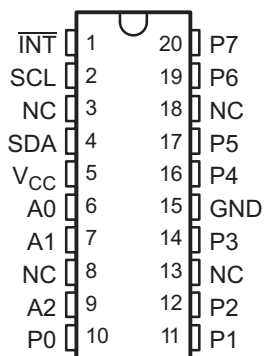 I̅N̅T̅ 1 20 P7
SCL 2 19 P6
NC 3 18 NC
SDA 4 17 P5
VCC 5 16 P4
A0 6 15 GND
A1 7 14 P3
NC 8 13 NC
A2 9 12 P2
P0 10 11 P1